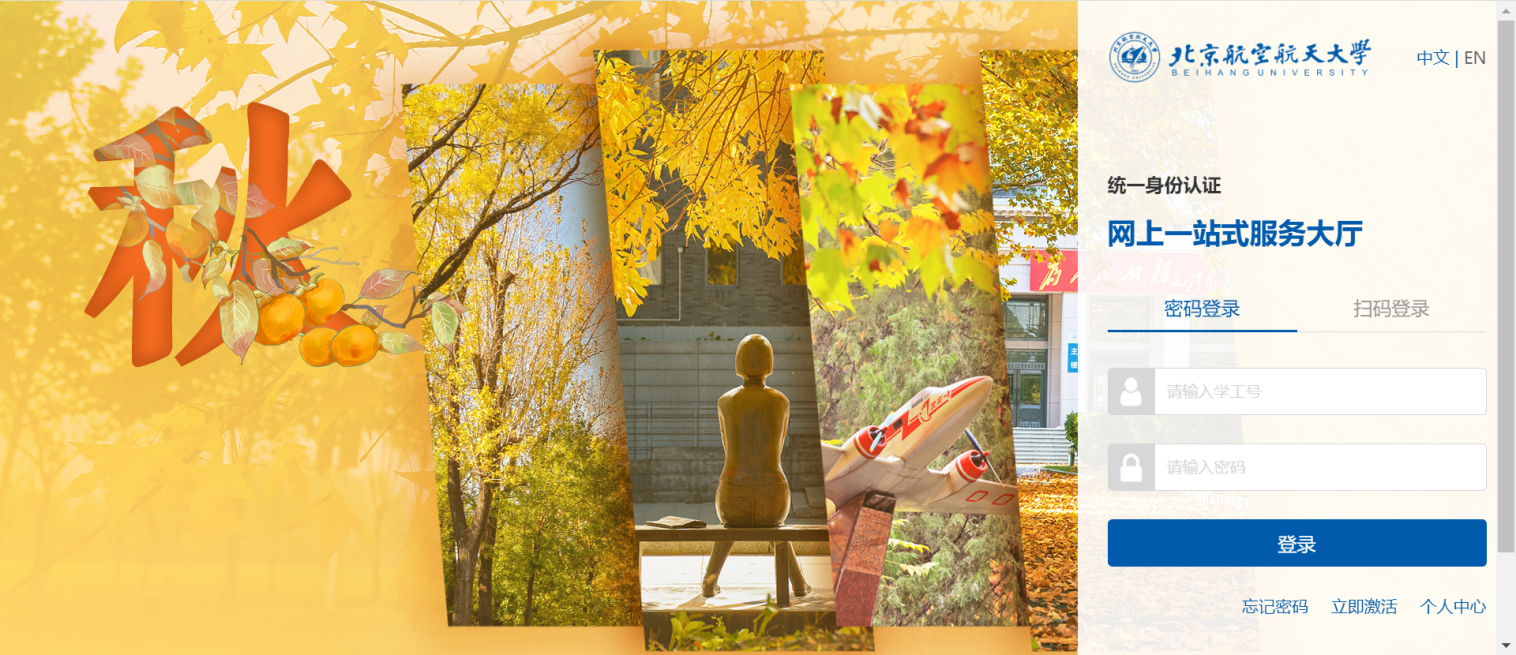 秋
北京航空航天大学
BEIHANG UNIVERSITY
中文 | EN
统一身份认证
网上一站式服务大厅
密码登录
扫码登录
请输入学工号
请输入密码
登录
忘记密码 立即激活 个人中心
主楼